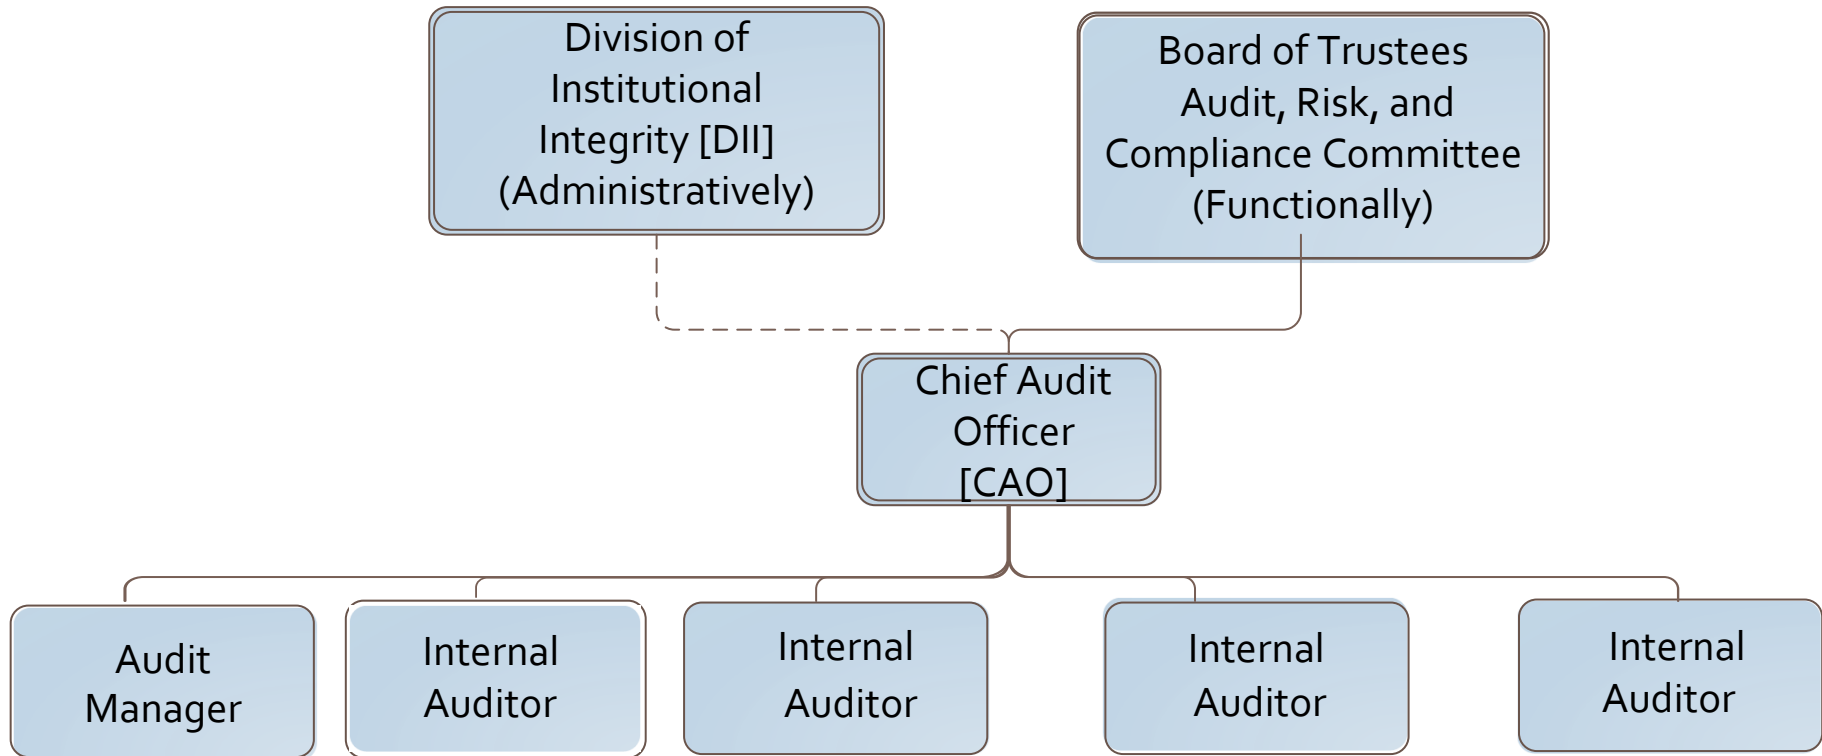 Division of
Institutional
Integrity [DII]
(Administratively)
Board of Trustees
Audit, Risk, and
Compliance Committee
(Functionally)
Chief Audit
Officer
[CAO]
Audit
Manager
Internal
Auditor
Internal
Auditor
Internal
Auditor
Internal
Auditor